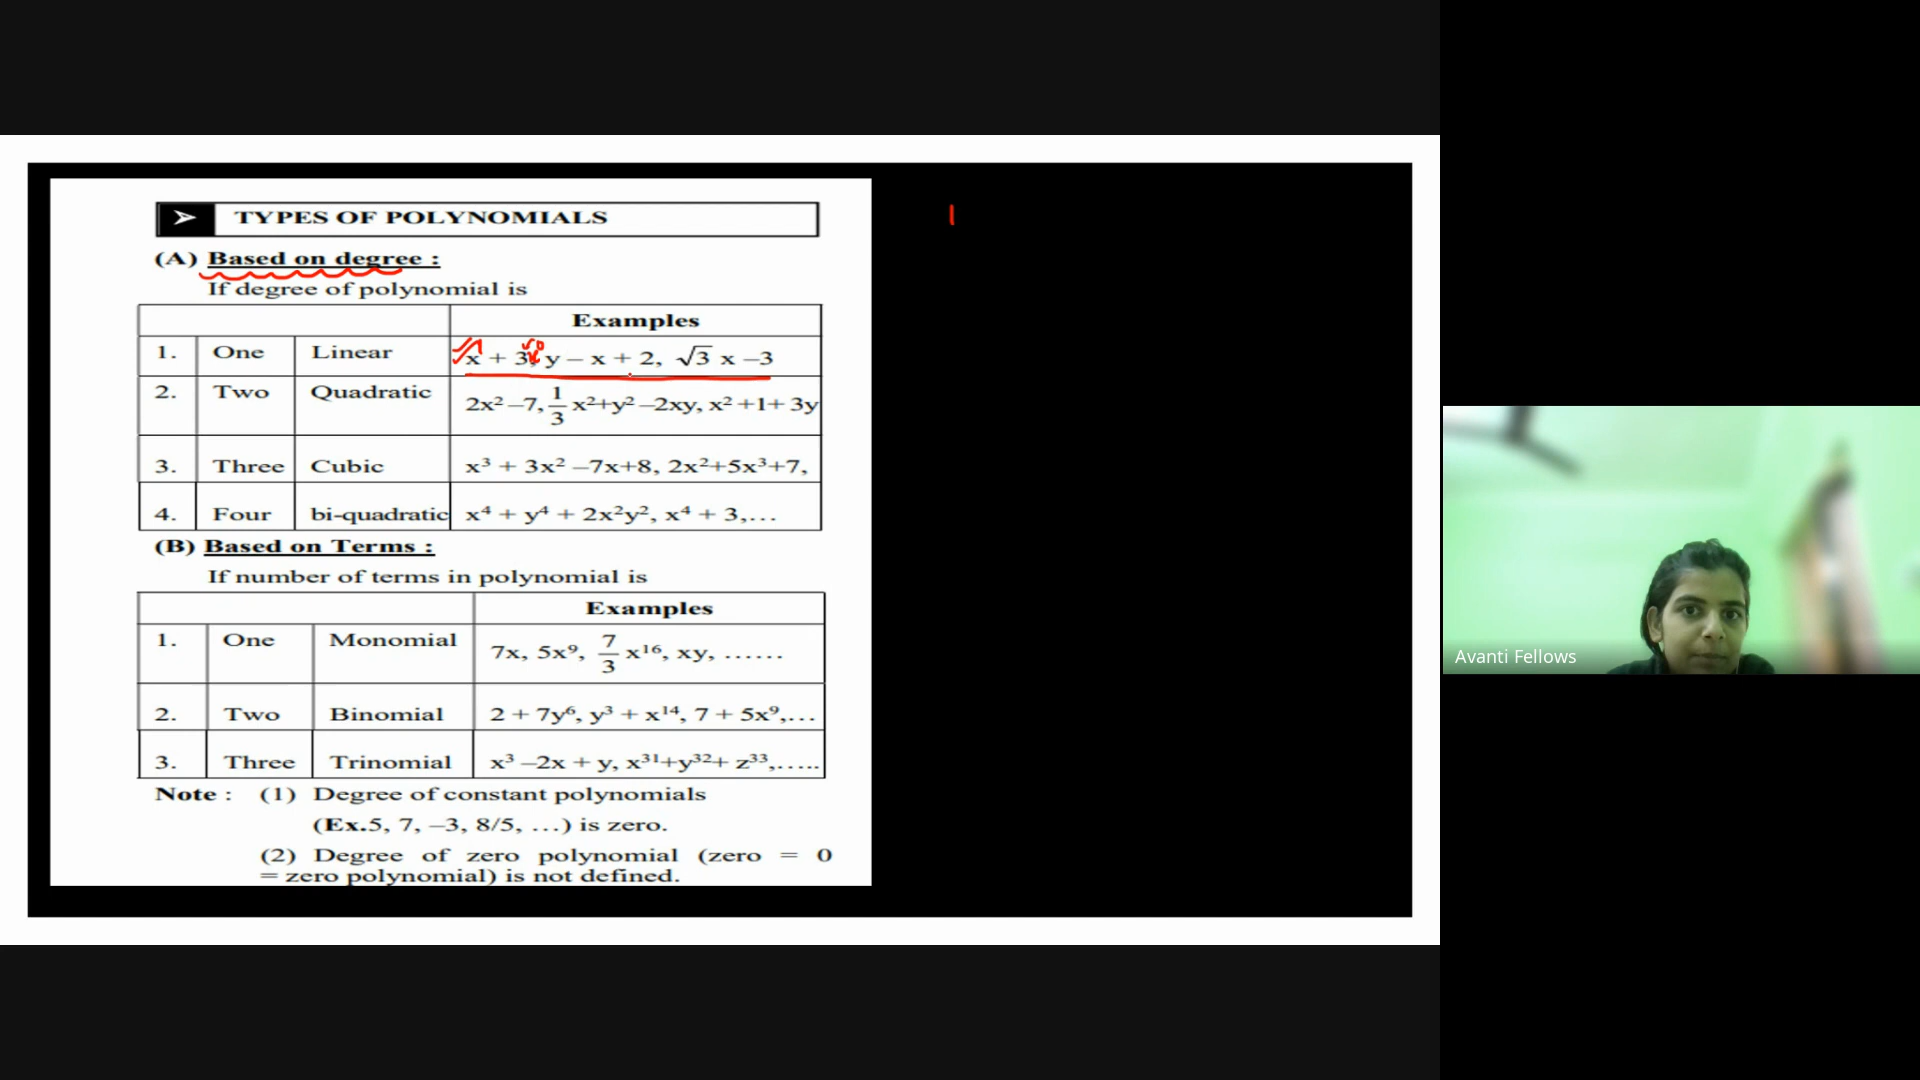 ➢ TYPES OF POLYNOMIALS
(A) Based on degree :
If degree of polynomial is
Examples
1. One Linear x + 3, y – x + 2, √3 x –3
2. Two Quadratic 2x² –7, 1/3 x²+y² –2xy, x² +1+ 3y
3. Three Cubic x³ + 3x² –7x+8, 2x²+5x³+7,
4. Four bi-quadratic x⁴ + y⁴ + 2x²y², x⁴ + 3,…
(B) Based on Terms :
If number of terms in polynomial is
Examples
1. One Monomial 7x, 5x⁹, 7/3 x¹⁶, xy, ……
2. Two Binomial 2 + 7y⁶, y³ + x¹⁴, 7 + 5x⁹,…
3. Three Trinomial x³ –2x + y, x³¹+y³²+ z³³,…..
Note : (1) Degree of constant polynomials
(Ex.5, 7, –3, 8/5, …) is zero.
(2) Degree of zero polynomial (zero = 0
= zero polynomial) is not defined.
Avanti Fellows